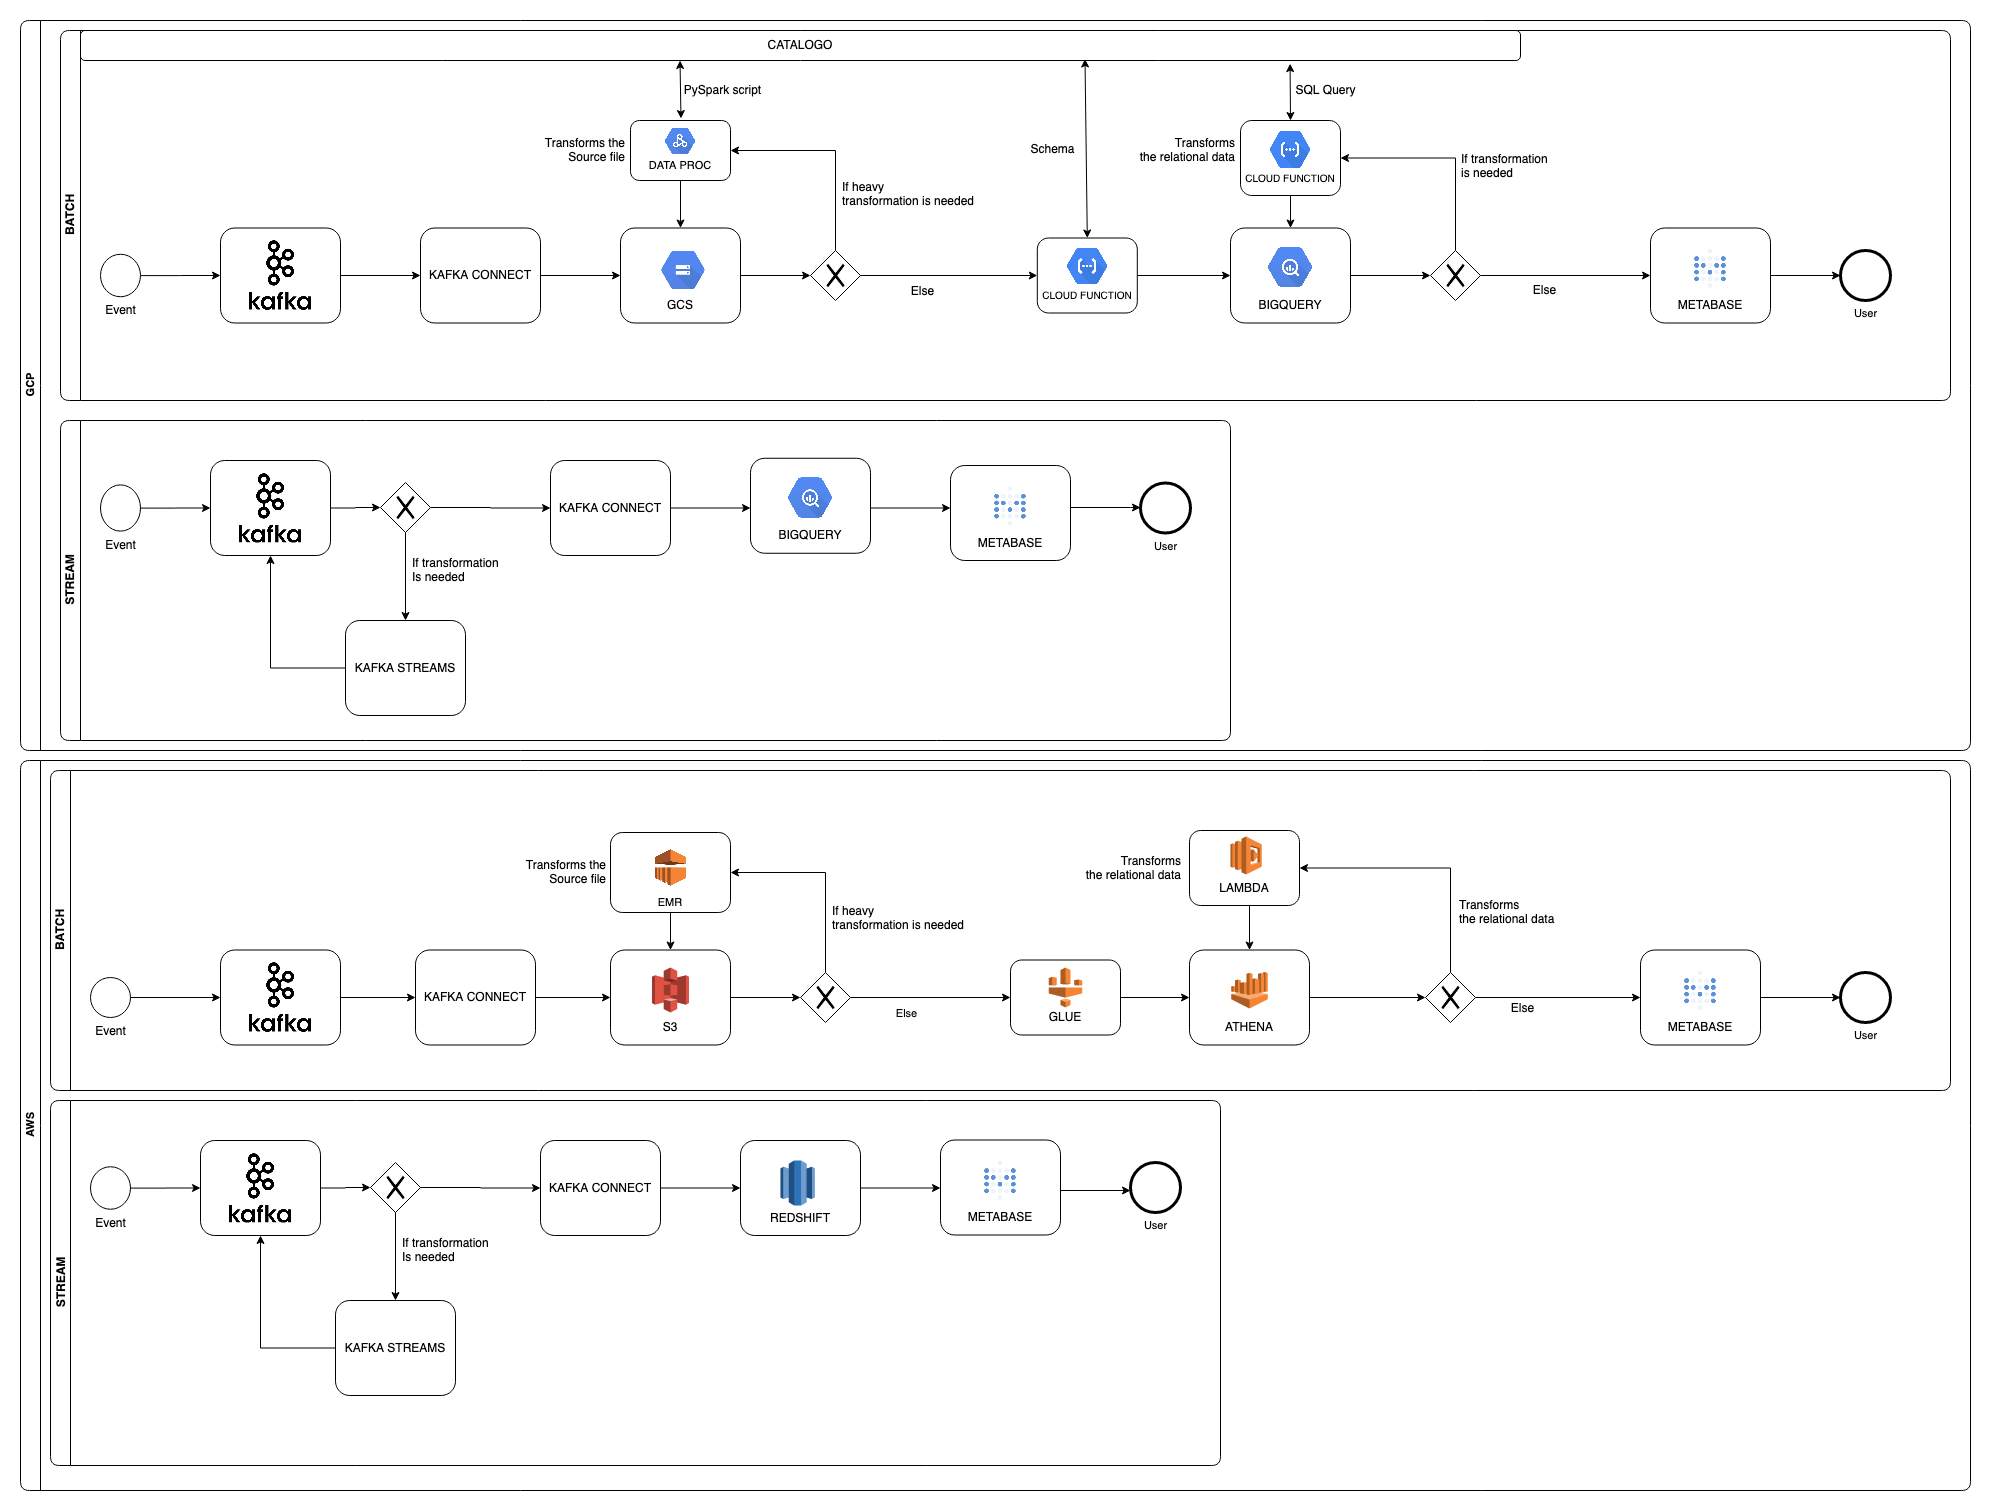 GCP
BATCH
CATALOGO
PySpark script
SQL Query
Transforms the
Source file
DATA PROC
Schema
Transforms
the relational data
CLOUD FUNCTION
If transformation
is needed
If heavy
transformation is needed
Event
kafka
KAFKA CONNECT
GCS
Else
CLOUD FUNCTION
BIGQUERY
Else
METABASE
User
STREAM
Event
kafka
If transformation
Is needed
KAFKA STREAMS
KAFKA CONNECT
BIGQUERY
METABASE
User
AWS
BATCH
Transforms the
Source file
EMR
If heavy
transformation is needed
Transforms
the relational data
LAMBDA
Transforms
the relational data
Event
kafka
KAFKA CONNECT
S3
Else
GLUE
ATHENA
Else
METABASE
User
STREAM
Event
kafka
If transformation
Is needed
KAFKA STREAMS
KAFKA CONNECT
REDSHIFT
METABASE
User